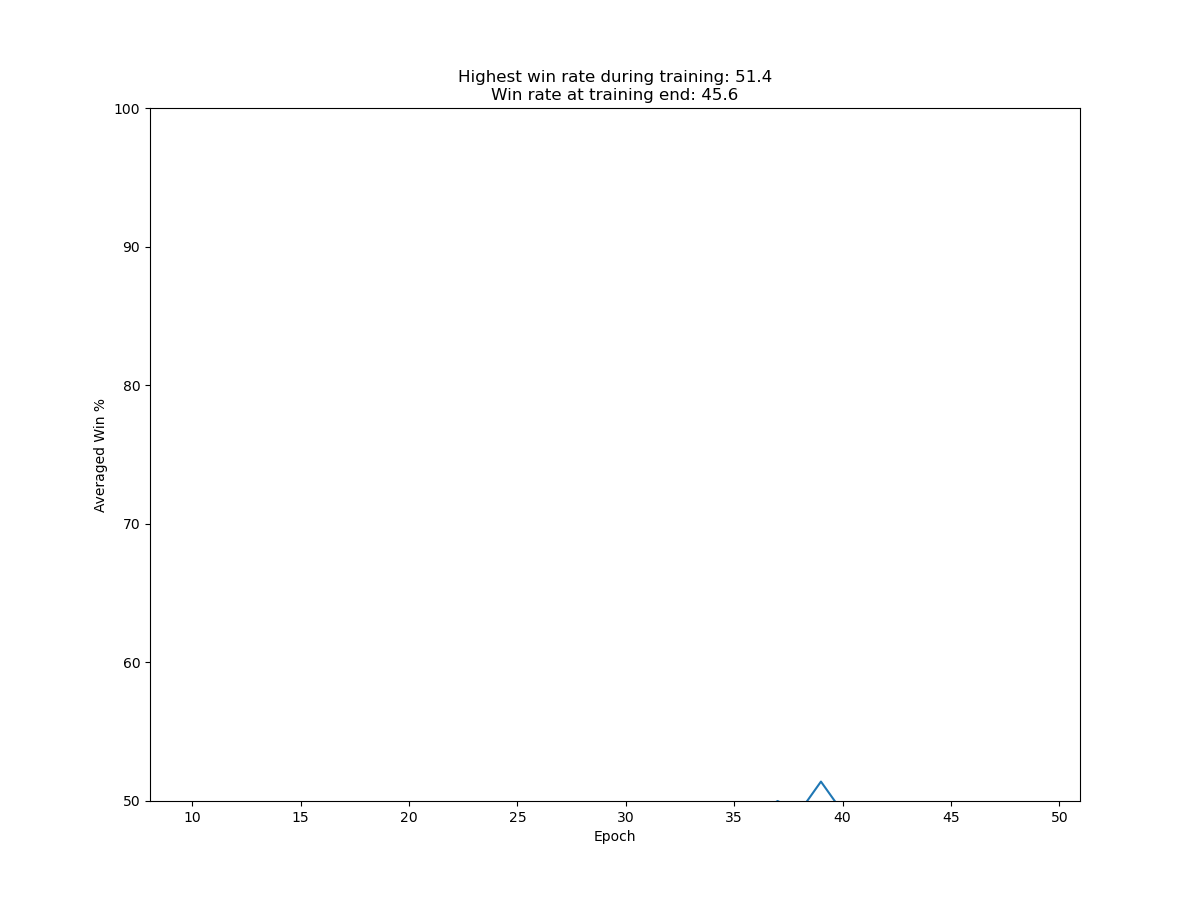 Highest win rate during training: 51.4
Win rate at training end: 45.6
100
90
80
70
60
50
Averaged Win %
10 15 20 25 30 35 40 45 50
Epoch